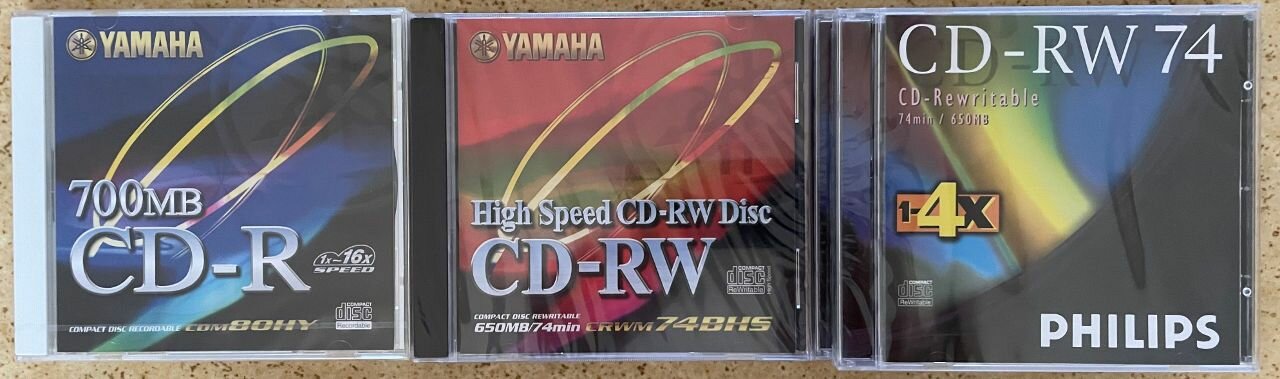 YAMAHA
700MB
CD-R
1x~16x
SPEED
COMPACT
disc
Recordable
COMPACT DISC RECORDABLE CDM80HY
YAMAHA
High Speed CD-RW Disc
CD-RW
COMPACT
disc
ReWritable
COMPACT DISC REWRITABLE
650MB/74min CRWM74BHS
CD-RW 74
CD-Rewritable
74min / 650MB
1-4X
COMPACT
disc
ReWritable
PHILIPS